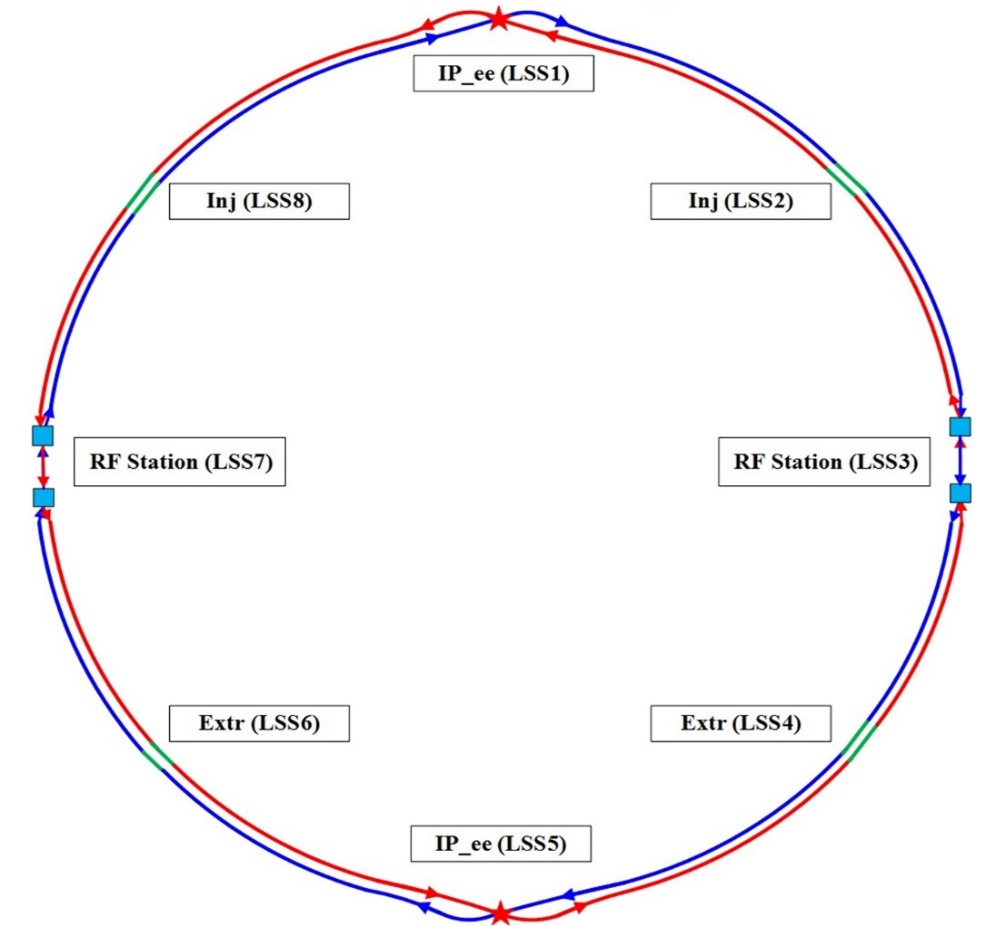 IP_ee (LSS1)
Inj (LSS8)
Inj (LSS2)
RF Station (LSS7)
RF Station (LSS3)
Extr (LSS6)
Extr (LSS4)
IP_ee (LSS5)